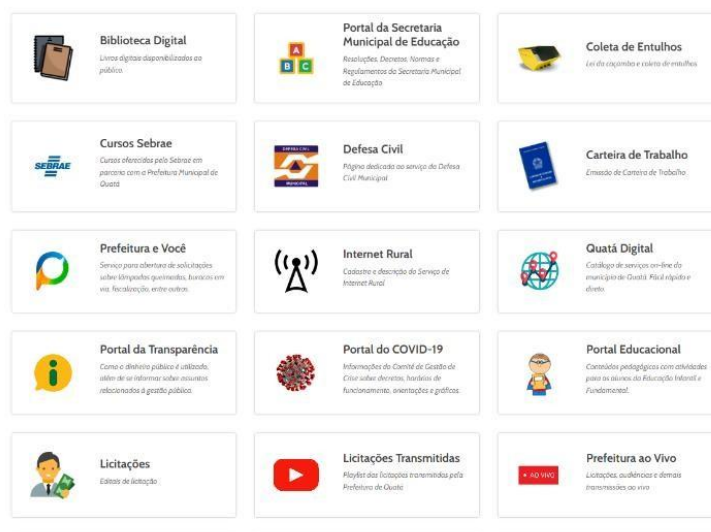 Biblioteca Digital
Livros digitais disponibilizados ao
público.
Portal da Secretaria
Municipal de Educação
Resoluções, Decretos, Normas e
Regulamentos da Secretaria Municipal
de Educação
A
B
C
Coleta de Entulhos
Lei da caçamba e coleta de entulhos
SEBRAE
Cursos Sebrae
Cursos oferecidos pelo Sebrae em
parceria com a Prefeitura Municipal de
Quatá
DEFESA CIVIL
MUNICIPAL
Defesa Civil
Página dedicada ao serviço da Defesa
Civil Municipal
Carteira de Trabalho
Emissão de Carteira de Trabalho
Prefeitura e Você
Serviço para abertura de solicitações
sobre lâmpadas queimadas, buracos em
via, fiscalização, entre outros.
Internet Rural
Cadastro e descrição do Serviço de
Internet Rural
Quatá Digital
Catálogo de serviços on-line do
município de Quatá. Fácil rápido e
direto.
Portal da Transparência
Como o dinheiro público é utilizado,
além de se informar sobre assuntos
relacionados à gestão pública.
Portal do COVID-19
Informações do Comitê de Gestão de
Crise sobre decretos, horários de
funcionamento, orientações e gráficos.
Portal Educacional
Conteúdos pedagógicos com atividades
para os alunos da Educação Infantil e
Fundamental.
Licitações
Editais de licitação
Licitações Transmitidas
Playlist das licitações transmitidas pela
Prefeitura de Quatá
AO VIVO
Prefeitura ao Vivo
Licitações, audiências e demais
transmissões ao vivo